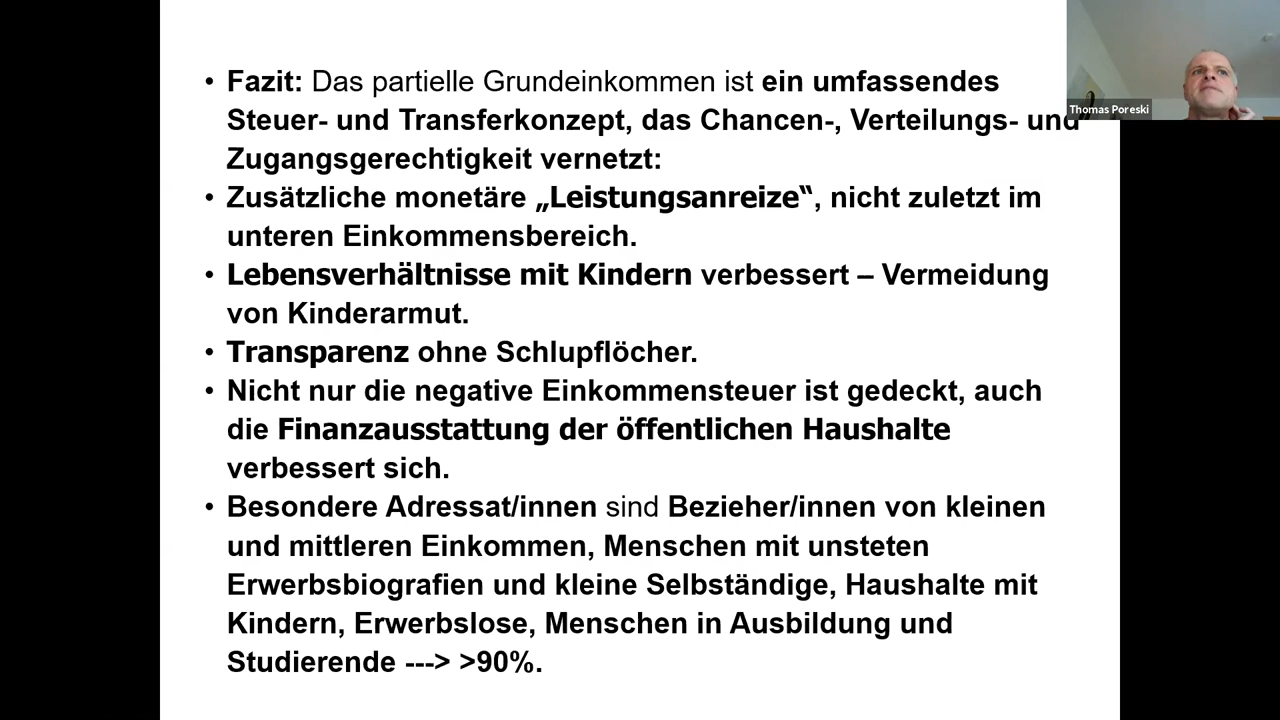 • Fazit: Das partielle Grundeinkommen ist ein umfassendes
Steuer- und Transferkonzept, das Chancen-, Verteilungs- und
Zugangsgerechtigkeit vernetzt:
• Zusätzliche monetäre „Leistungsanreize“, nicht zuletzt im
unteren Einkommensbereich.
• Lebensverhältnisse mit Kindern verbessert – Vermeidung
von Kinderarmut.
• Transparenz ohne Schlupflöcher.
• Nicht nur die negative Einkommensteuer ist gedeckt, auch
die Finanzausstattung der öffentlichen Haushalte
verbessert sich.
• Besondere Adressat/innen sind Bezieher/innen von kleinen
und mittleren Einkommen, Menschen mit unsteten
Erwerbsbiografien und kleine Selbständige, Haushalte mit
Kindern, Erwerbslose, Menschen in Ausbildung und
Studierende ---> >90%.
Thomas Poreski